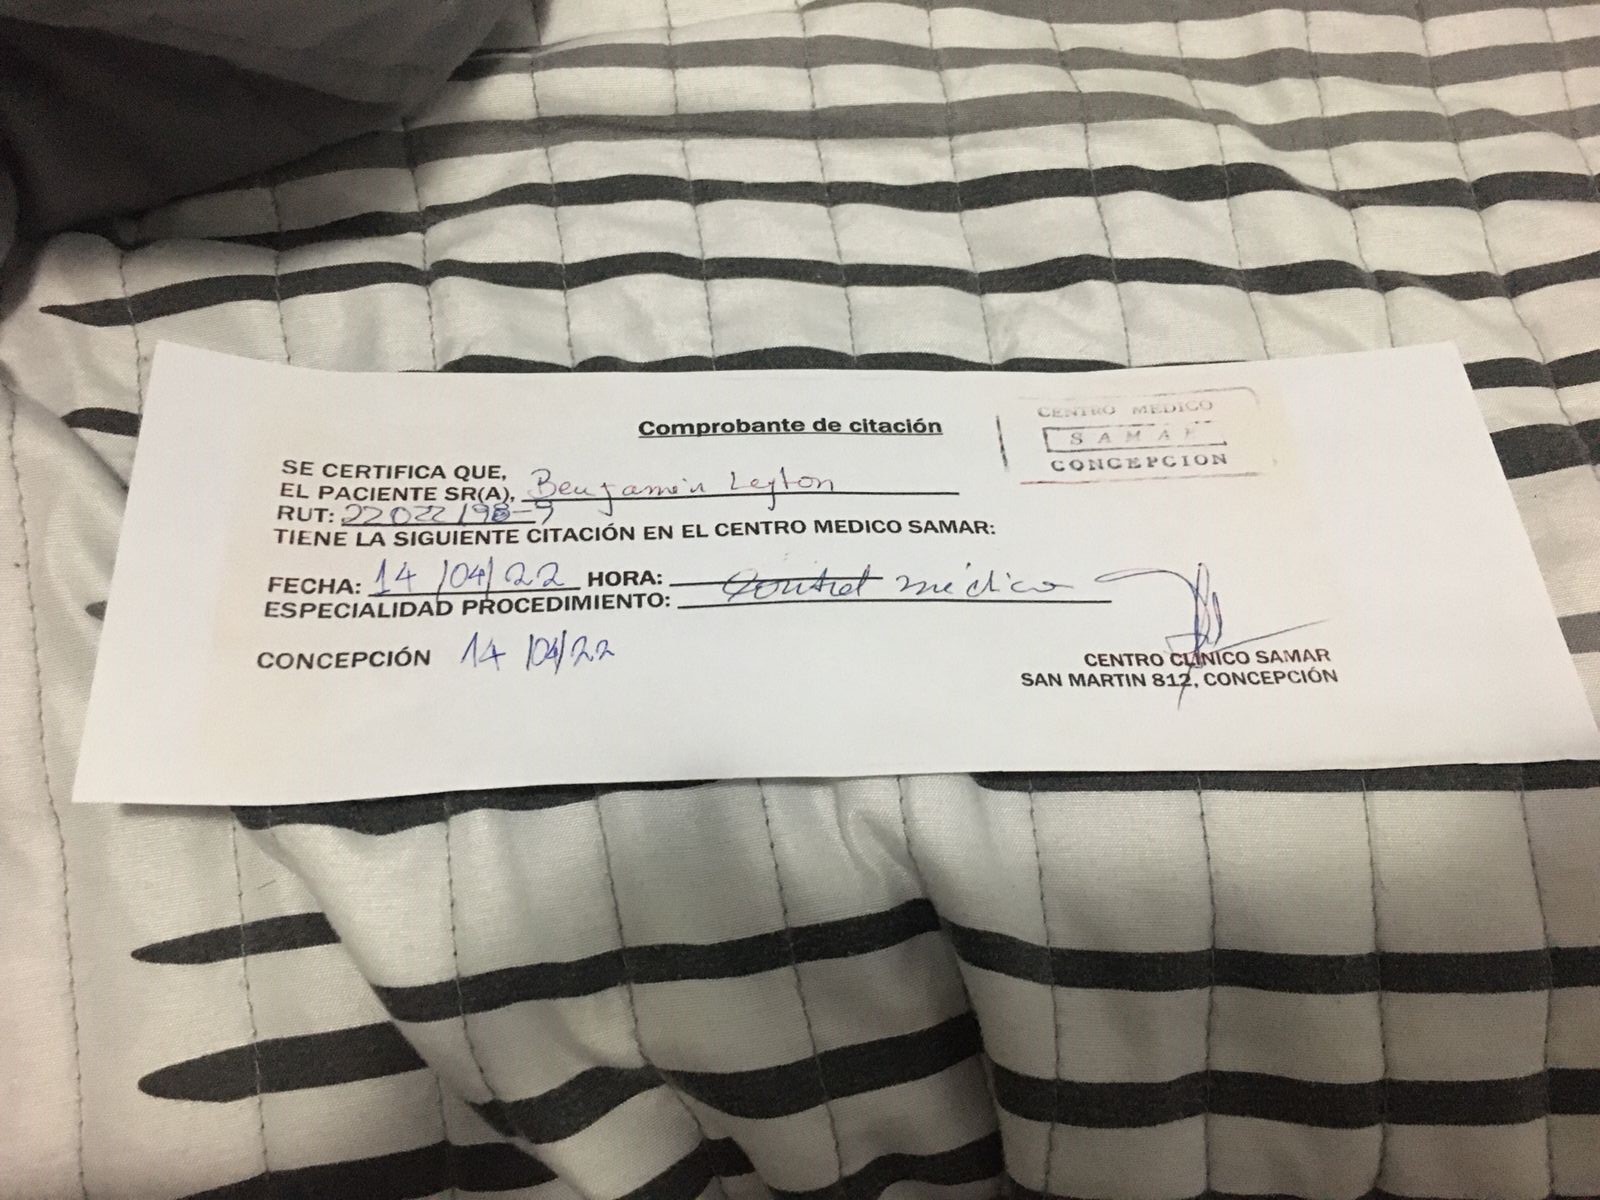 Comprobante de citación
CENTRO MEDICO
SAMAR
CONCEPCION
SE CERTIFICA QUE,
EL PACIENTE SR(A), Benjamín Leyton
RUT: 22022198-9
TIENE LA SIGUIENTE CITACIÓN EN EL CENTRO MEDICO SAMAR:
FECHA: 14/04/22 HORA:
ESPECIALIDAD PROCEDIMIENTO: Control médico
CONCEPCIÓN 14/04/22
CENTRO CLÍNICO SAMAR
SAN MARTIN 812, CONCEPCIÓN